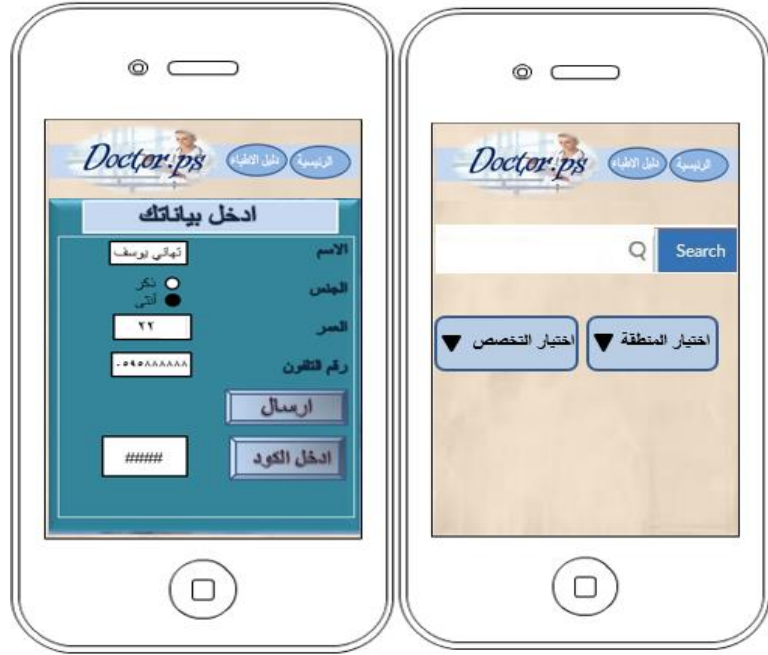 Doctor.ps
دليل الاطباء
الرئيسية
ادخل بياناتك
الاسم
تهاني يوسف
الجنس
ذكر
أنثى
العمر
٢٢
رقم التلفون
٠٥٩٥٨٨٨٨٨٨
ارسال
ادخل الكود
####
Doctor.ps
دليل الاطباء
الرئيسية
Search
اختيار المنطقة
اختيار التخصص